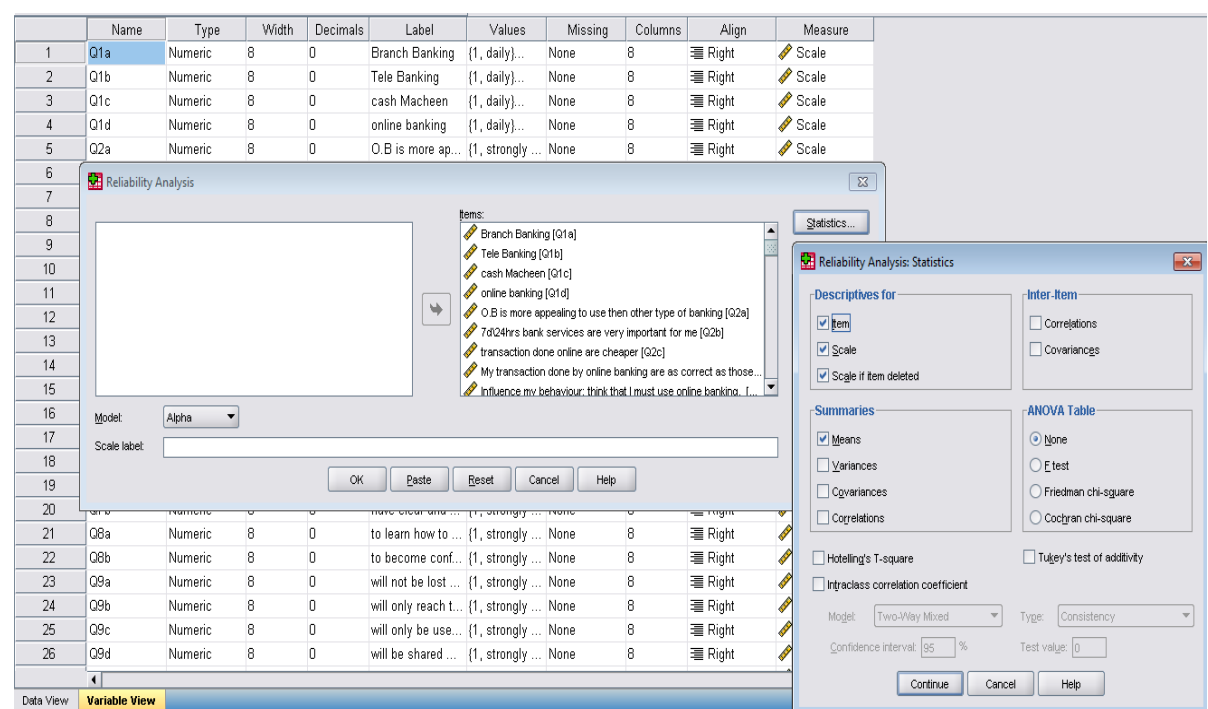 Name Type Width Decimals Label Values Missing Columns Align Measure
1 Q1a Numeric 8 0 Branch Banking {1, daily}... None 8 Right Scale
2 Q1b Numeric 8 0 Tele Banking {1, daily}... None 8 Right Scale
3 Q1c Numeric 8 0 cash Macheen {1, daily}... None 8 Right Scale
4 Q1d Numeric 8 0 online banking {1, daily}... None 8 Right Scale
5 Q2a Numeric 8 0 O.B is more ap... {1, strongly ... None 8 Right Scale
6
7
8
9
10
11
12
13
14
15
16
17
18
19
20
Reliability Analysis
Items:
Branch Banking [Q1a]
Tele Banking [Q1b]
cash Macheen [Q1c]
online banking [Q1d]
O.B is more appealing to use then other type of banking [Q2a]
7d\24hrs bank services are very important for me [Q2b]
transaction done online are cheaper [Q2c]
My transaction done by online banking are as correct as those...
Influence my behaviour: think that I must use online banking. [...
Statistics...
Model: Alpha
Scale label:
OK Paste Reset Cancel Help
21 Q8a Numeric 8 0 to learn how to ... {1, strongly ... None 8 Right
22 Q8b Numeric 8 0 to become conf... {1, strongly ... None 8 Right
23 Q9a Numeric 8 0 will not be lost ... {1, strongly ... None 8 Right
24 Q9b Numeric 8 0 will only reach t... {1, strongly ... None 8 Right
25 Q9c Numeric 8 0 will only be use... {1, strongly ... None 8 Right
26 Q9d Numeric 8 0 will be shared ... {1, strongly ... None 8 Right
Data View Variable View
Reliability Analysis: Statistics
Descriptives for
Item
Scale
Scale if item deleted
Inter-Item
Correlations
Covariances
Summaries
Means
Variances
Covariances
Correlations
ANOVA Table
None
F test
Friedman chi-square
Cochran chi-square
Hotelling's T-square
Tukey's test of additivity
Intraclass correlation coefficient
Model: Two-Way Mixed Type: Consistency
Confidence interval: 95 % Test value: 0
Continue Cancel Help